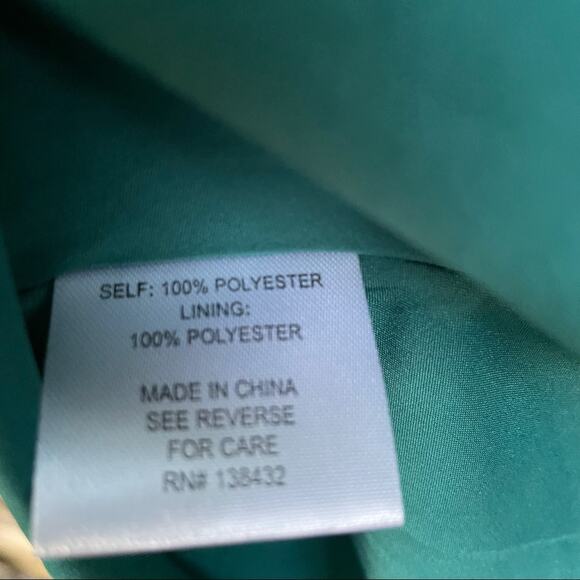 SELF: 100% POLYESTER
LINING:
100% POLYESTER
MADE IN CHINA
SEE REVERSE
FOR CARE
RN# 138432